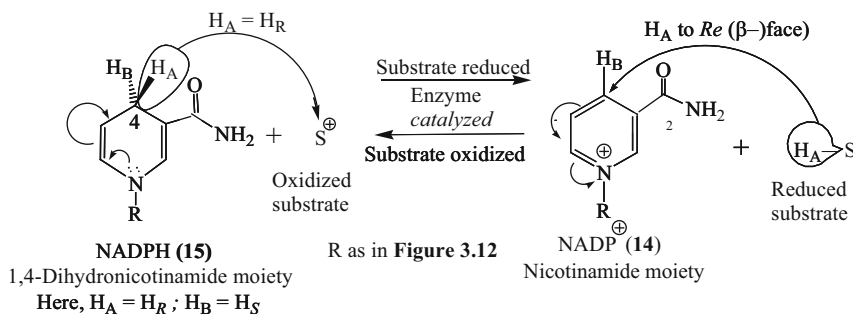 H_A = H_R
H_B H_A
4
O
NH₂
N
R
+
S⊕
Oxidized
substrate
NADPH (15)
1,4-Dihydronicotinamide moiety
Here, H_A = H_R ; H_B = H_S
Substrate reduced
Enzyme
catalyzed
Substrate oxidized
R as in Figure 3.12
H_A to Re (β–)face)
H_B
O
NH₂
2
⊕
N
R
NADP⊕ (14)
Nicotinamide moiety
+
H_A S
Reduced
substrate